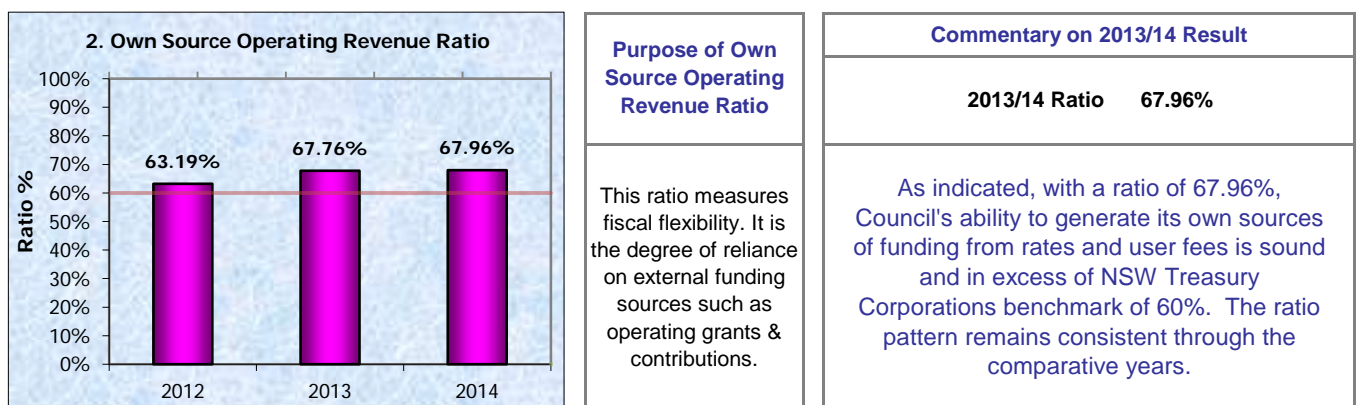 2. Own Source Operating Revenue Ratio
Ratio %
100%
90%
80%
70%
60%
50%
40%
30%
20%
10%
0%
63.19%
67.76%
67.96%
2012
2013
2014
Purpose of Own
Source Operating
Revenue Ratio
This ratio measures
fiscal flexibility. It is
the degree of reliance
on external funding
sources such as
operating grants &
contributions.
Commentary on 2013/14 Result
2013/14 Ratio 67.96%
As indicated, with a ratio of 67.96%,
Council's ability to generate its own sources
of funding from rates and user fees is sound
and in excess of NSW Treasury
Corporations benchmark of 60%. The ratio
pattern remains consistent through the
comparative years.